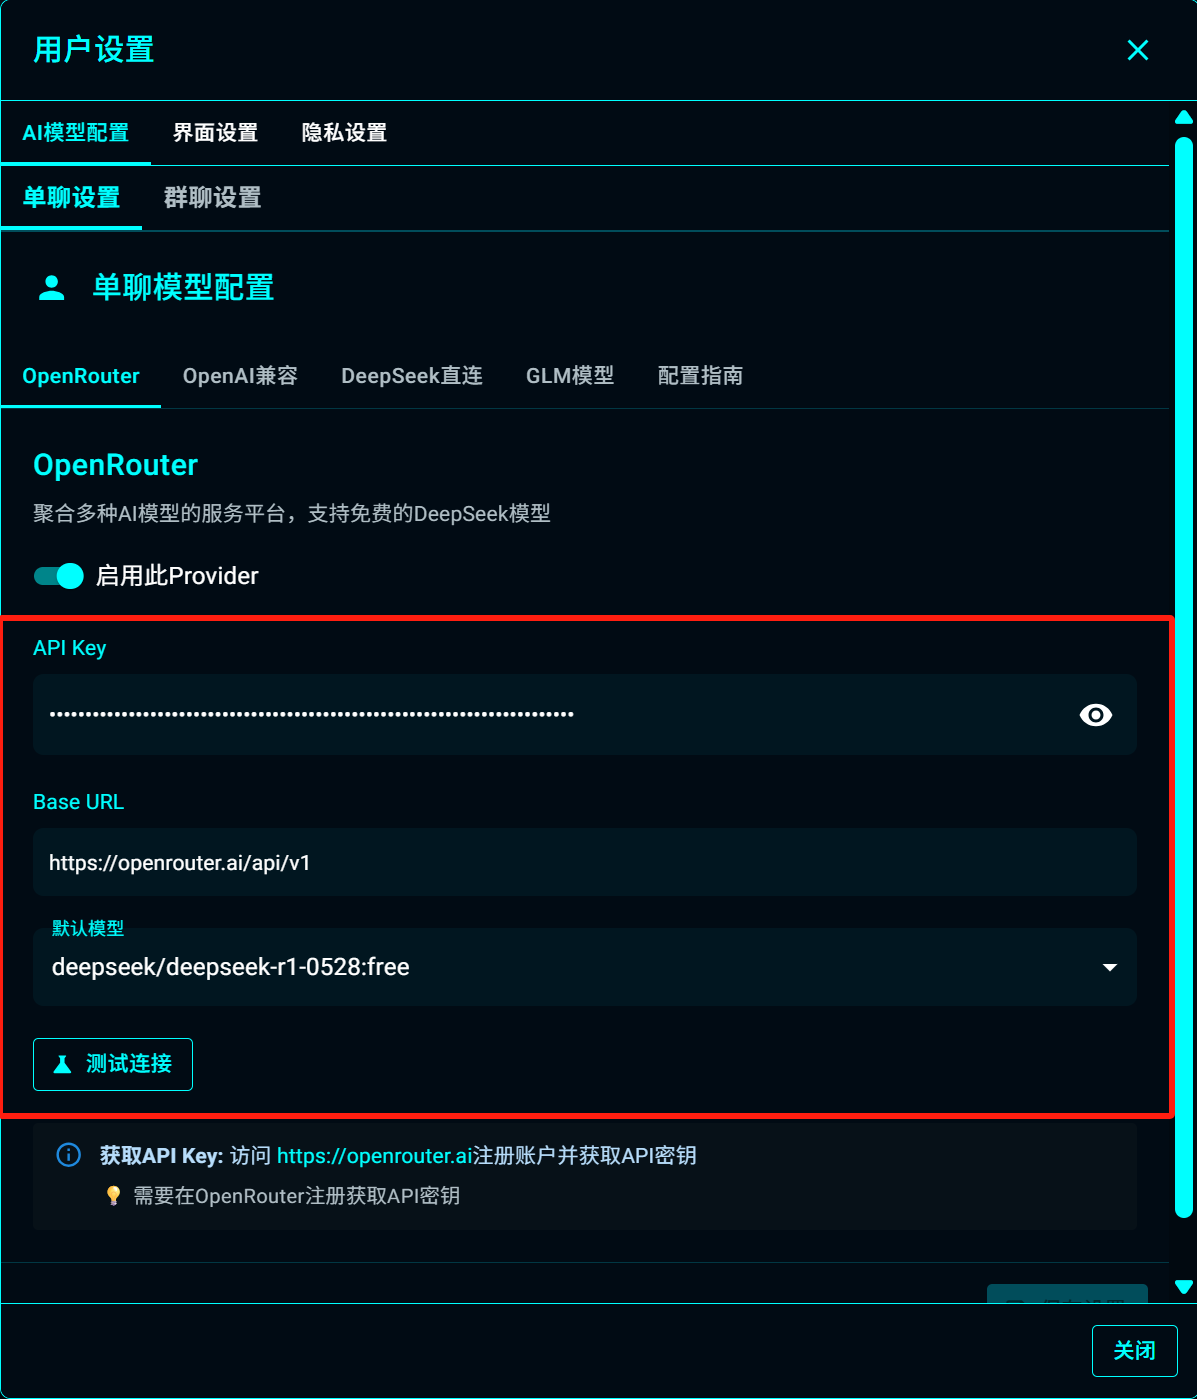 用户设置
AI模型配置 界面设置 隐私设置
单聊设置 群聊设置
单聊模型配置
OpenRouter OpenAI兼容 DeepSeek直连 GLM模型 配置指南
OpenRouter
聚合多种AI模型的服务平台，支持免费的DeepSeek模型
启用此Provider
API Key
Base URL
https://openrouter.ai/api/v1
默认模型
deepseek/deepseek-r1-0528:free
测试连接
获取API Key: 访问 https://openrouter.ai注册账户并获取API密钥
需要在OpenRouter注册获取API密钥
关闭